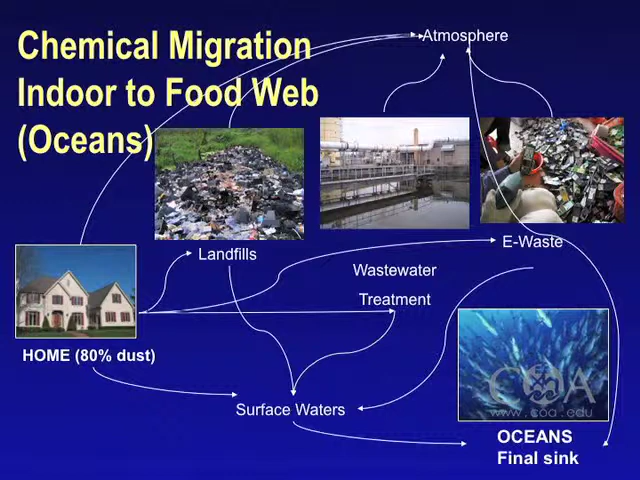 Chemical Migration
Indoor to Food Web
(Oceans)
Atmosphere
Landfills
E-Waste
Wastewater
Treatment
HOME (80% dust)
Surface Waters
COA
www.coa.edu
OCEANS
Final sink